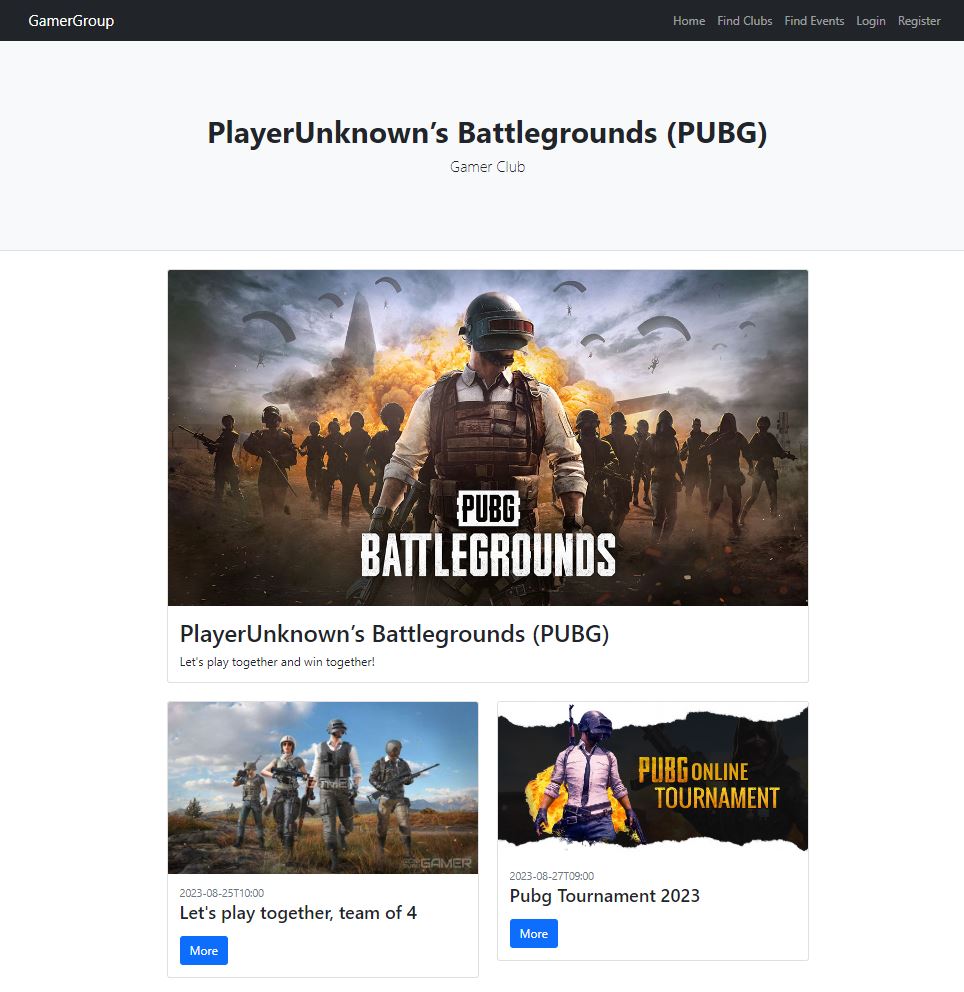 GamerGroup
Home Find Clubs Find Events Login Register
PlayerUnknown’s Battlegrounds (PUBG)
Gamer Club
PUBG
BATTLEGROUNDS
PlayerUnknown’s Battlegrounds (PUBG)
Let's play together and win together!
GAMER
2023-08-25T10:00
Let's play together, team of 4
More
PUBG ONLINE
TOURNAMENT
2023-08-27T09:00
Pubg Tournament 2023
More